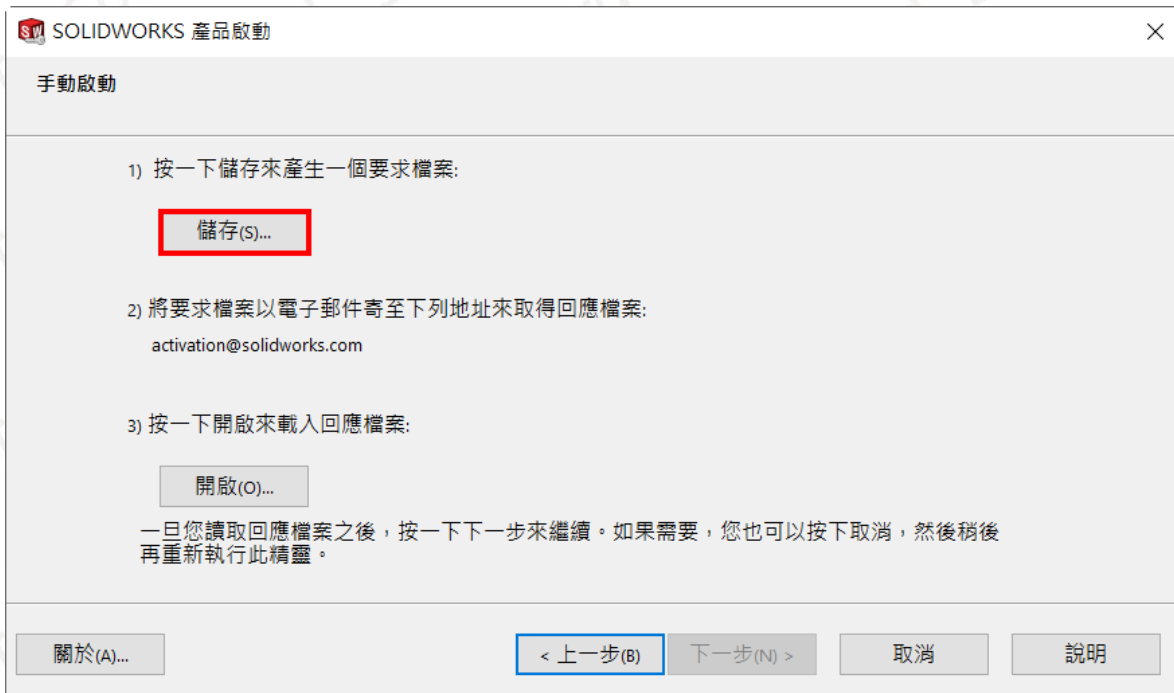 SOLIDWORKS 產品啟動
手動啟動
1) 按一下儲存來產生一個要求檔案:
儲存(S)...
2) 將要求檔案以電子郵件寄至下列地址來取得回應檔案:
activation@solidworks.com
3) 按一下開啟來載入回應檔案:
開啟(O)...
一旦您讀取回應檔案之後，按一下下一步來繼續。如果需要，您也可以按下取消，然後稍後
再重新執行此精靈。
關於(A)... < 上一步(B) 下一步(N) > 取消 說明